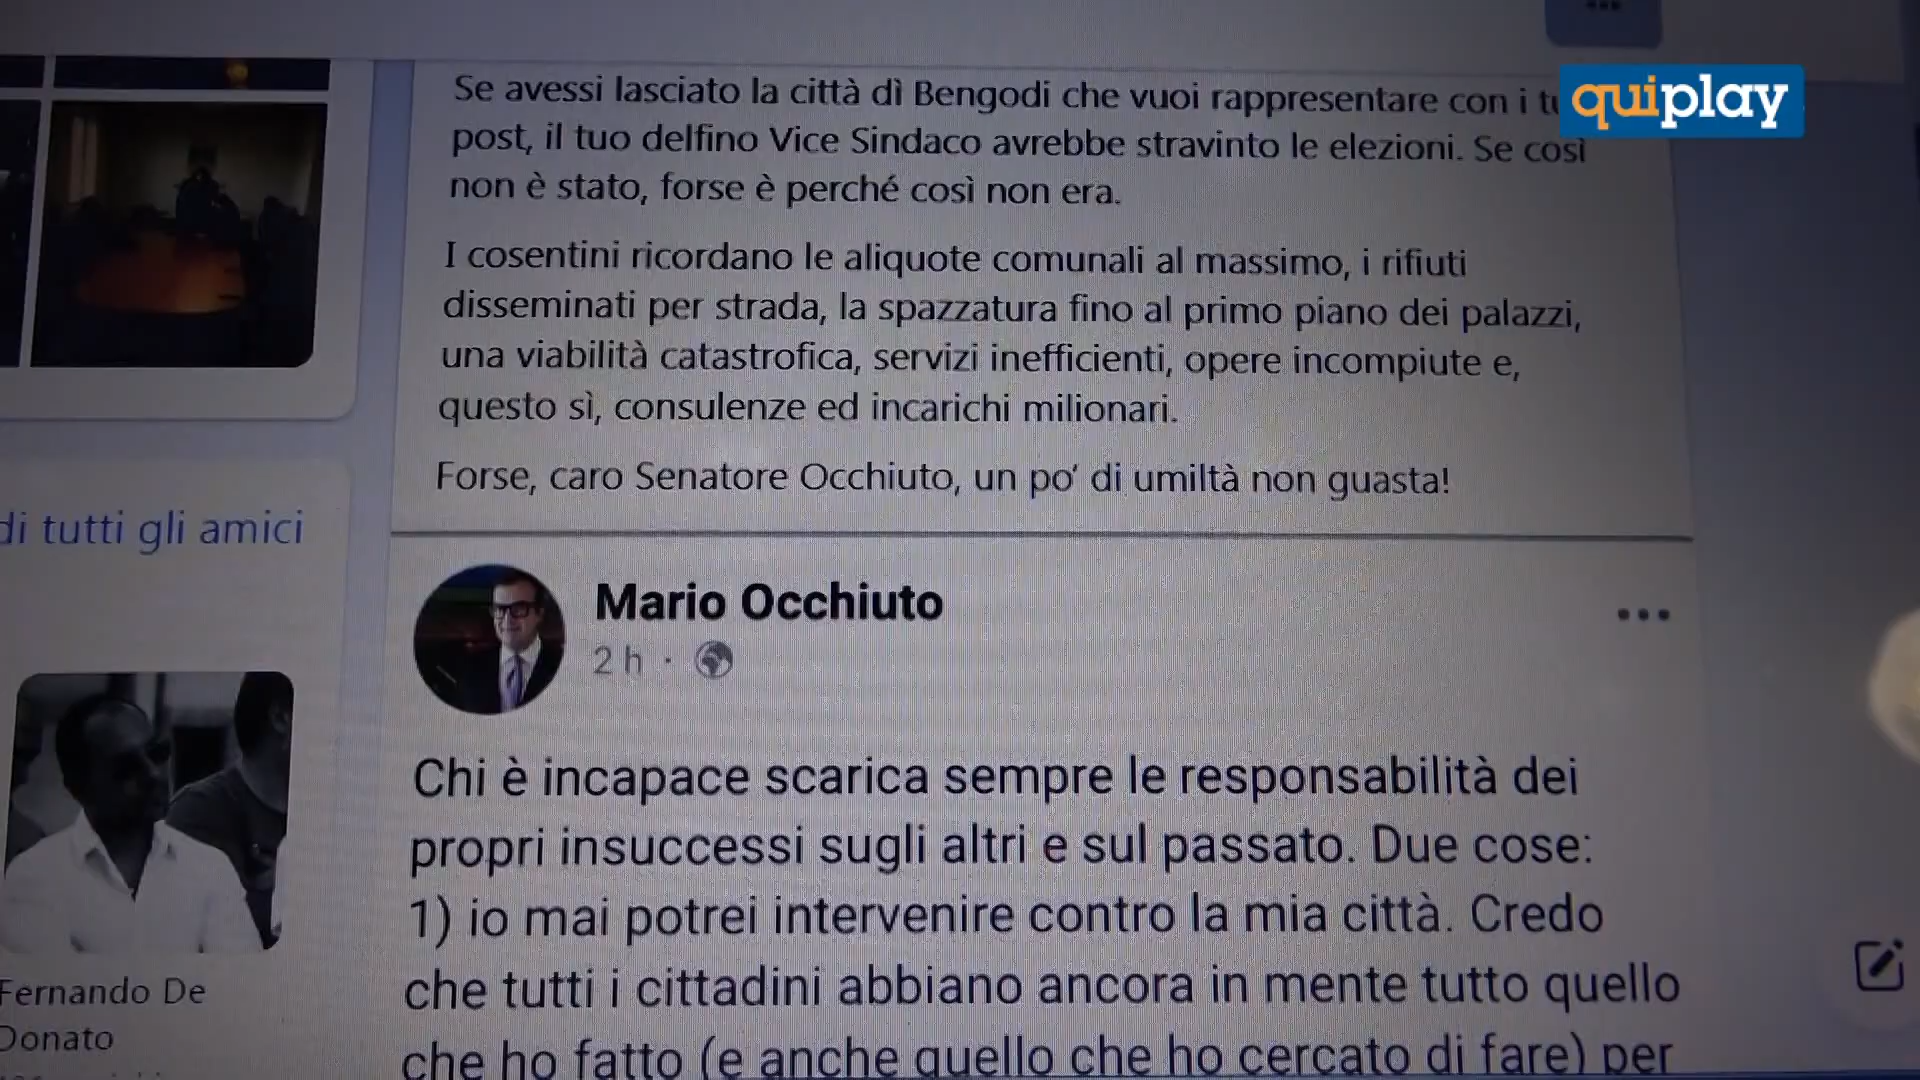 quiplay
Se avessi lasciato la città dì Bengodi che vuoi rappresentare con i
post, il tuo delfino Vice Sindaco avrebbe stravinto le elezioni. Se così
non è stato, forse è perché così non era.
I cosentini ricordano le aliquote comunali al massimo, i rifiuti
disseminati per strada, la spazzatura fino al primo piano dei palazzi,
una viabilità catastrofica, servizi inefficienti, opere incompiute e,
questo sì, consulenze ed incarichi milionari.
Forse, caro Senatore Occhiuto, un po' di umiltà non guasta!
di tutti gli amici
Mario Occhiuto
2 h ·
Chi è incapace scarica sempre le responsabilità dei
propri insuccessi sugli altri e sul passato. Due cose:
1) io mai potrei intervenire contro la mia città. Credo
che tutti i cittadini abbiano ancora in mente tutto quello
che ho fatto (e anche quello che ho cercato di fare) per
Fernando De
Donato